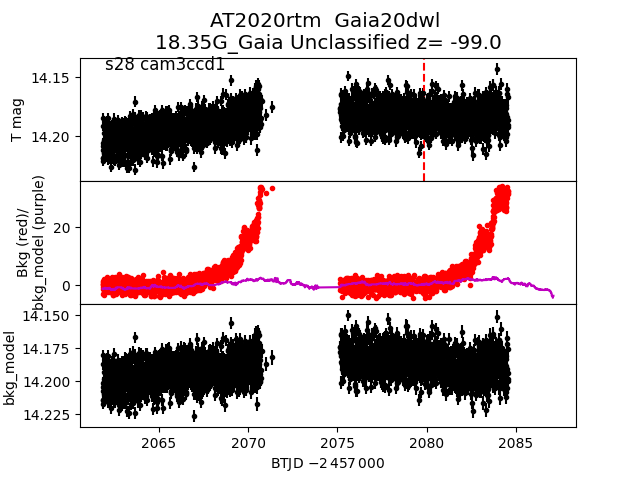 AT2020rtm  Gaia20dwl
18.35G_Gaia Unclassified z= -99.0
s28 cam3ccd1
T mag
14.15
14.20
Bkg (red)/
bkg_model (purple)
20
0
bkg_model
14.150
14.175
14.200
14.225
2065
2070
2075
2080
2085
BTJD −2 457 000